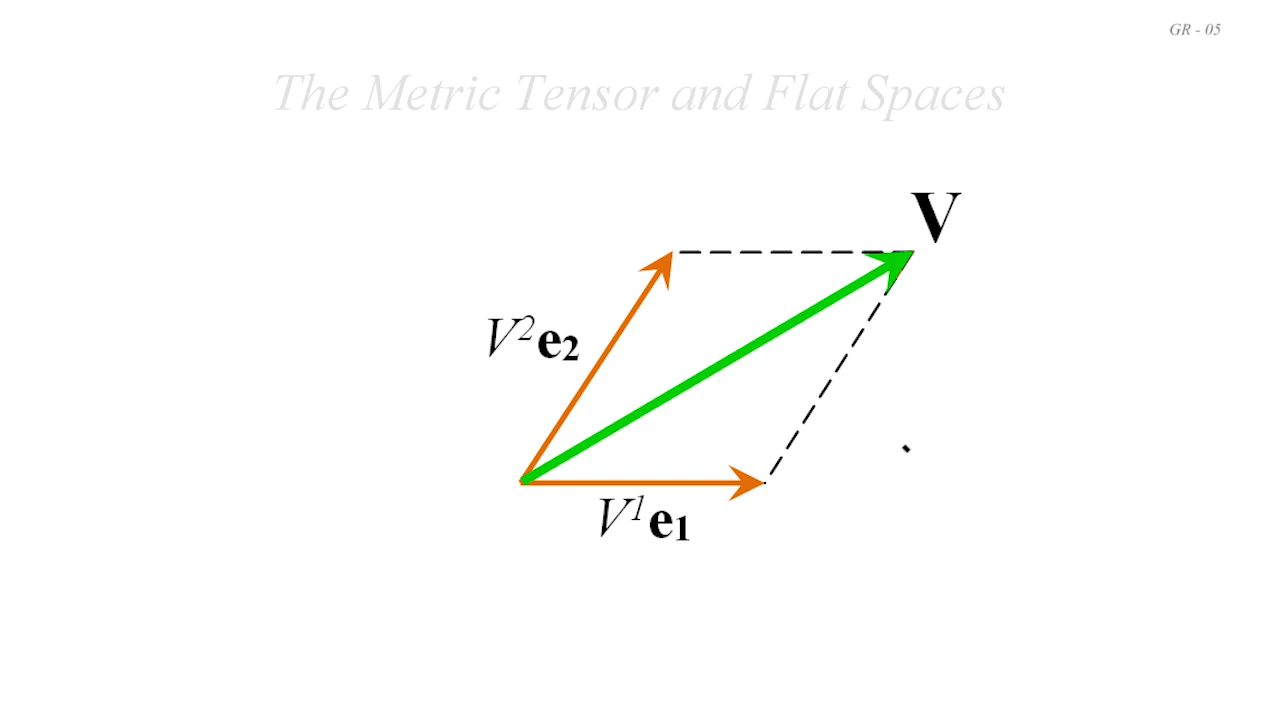 GR - 05
The Metric Tensor and Flat Spaces
V
V²e₂
V¹e₁